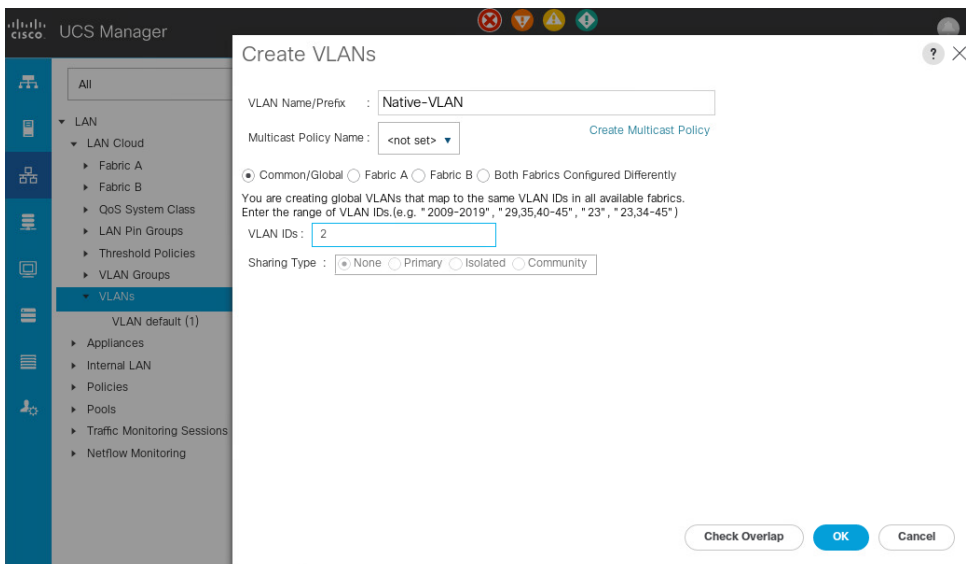 CISCO. UCS Manager
All
LAN
LAN Cloud
Fabric A
Fabric B
QoS System Class
LAN Pin Groups
Threshold Policies
VLAN Groups
VLANs
VLAN default (1)
Appliances
Internal LAN
Policies
Pools
Traffic Monitoring Sessions
Netflow Monitoring
Create VLANs
?
VLAN Name/Prefix : Native-VLAN
Multicast Policy Name : <not set> Create Multicast Policy
Common/Global Fabric A Fabric B Both Fabrics Configured Differently
You are creating global VLANs that map to the same VLAN IDs in all available fabrics.
Enter the range of VLAN IDs.(e.g. "2009-2019", "29,35,40-45", "23", "23,34-45")
VLAN IDs : 2
Sharing Type : None Primary Isolated Community
Check Overlap OK Cancel